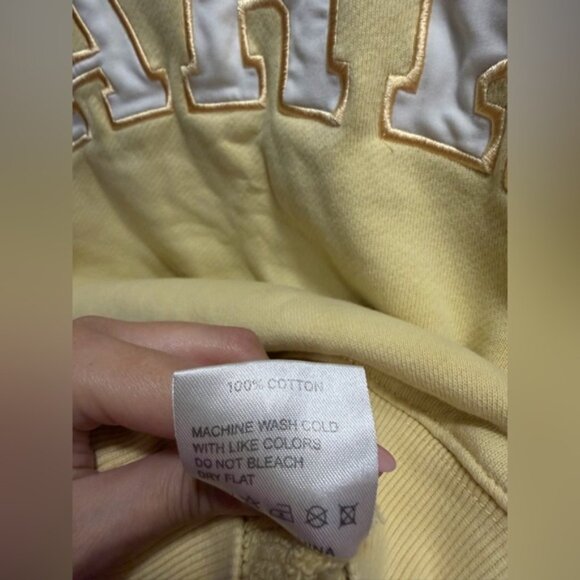 100% COTTON
MACHINE WASH COLD
WITH LIKE COLORS
DO NOT BLEACH
DRY FLAT